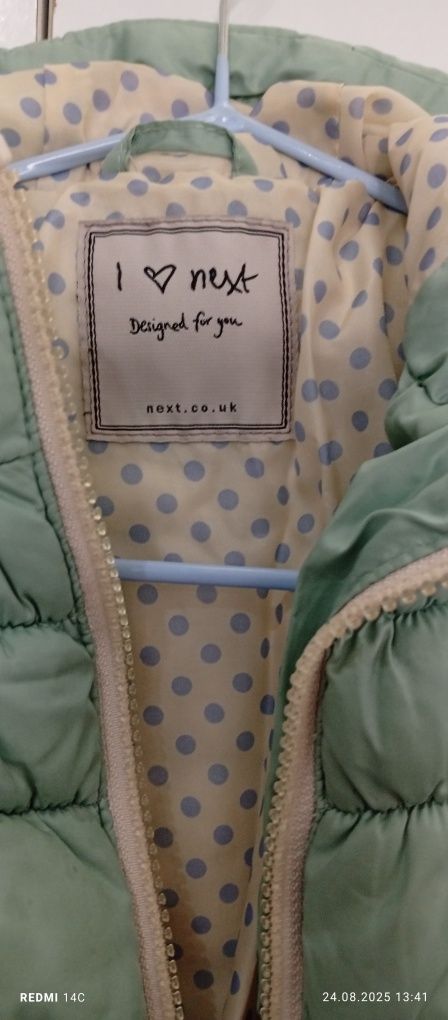 I ♡ next
Designed for you
next.co.uk
REDMI 14C
24.08.2025 13:41